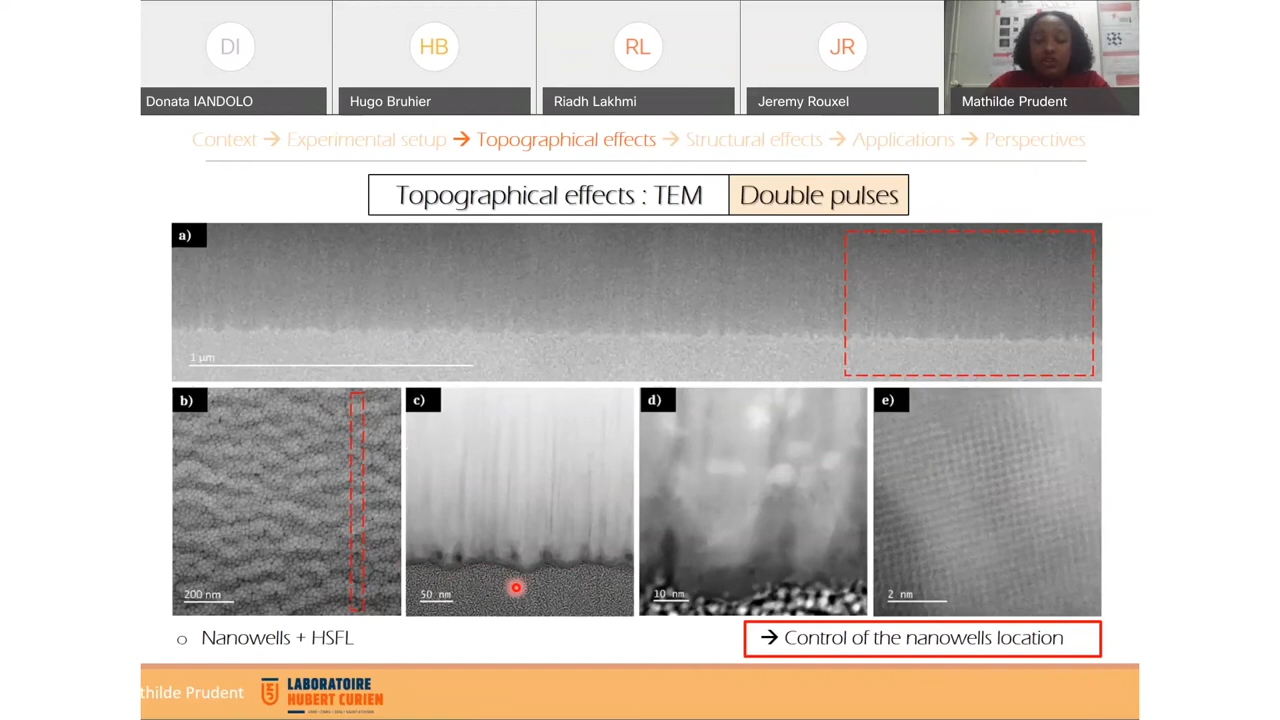 DI
HB
RL
JR
Donata IANDOLO
Hugo Bruhier
Riadh Lakhmi
Jeremy Rouxel
Mathilde Prudent
Context → Experimental setup → Topographical effects → Structural effects → Applications → Perspectives
Topographical effects : TEM
Double pulses
a)
1 µm
b)
c)
d)
e)
200 nm
50 nm
10 nm
2 nm
o Nanowells + HSFL
→ Control of the nanowells location
thilde Prudent
LABORATOIRE
HUBERT CURIEN